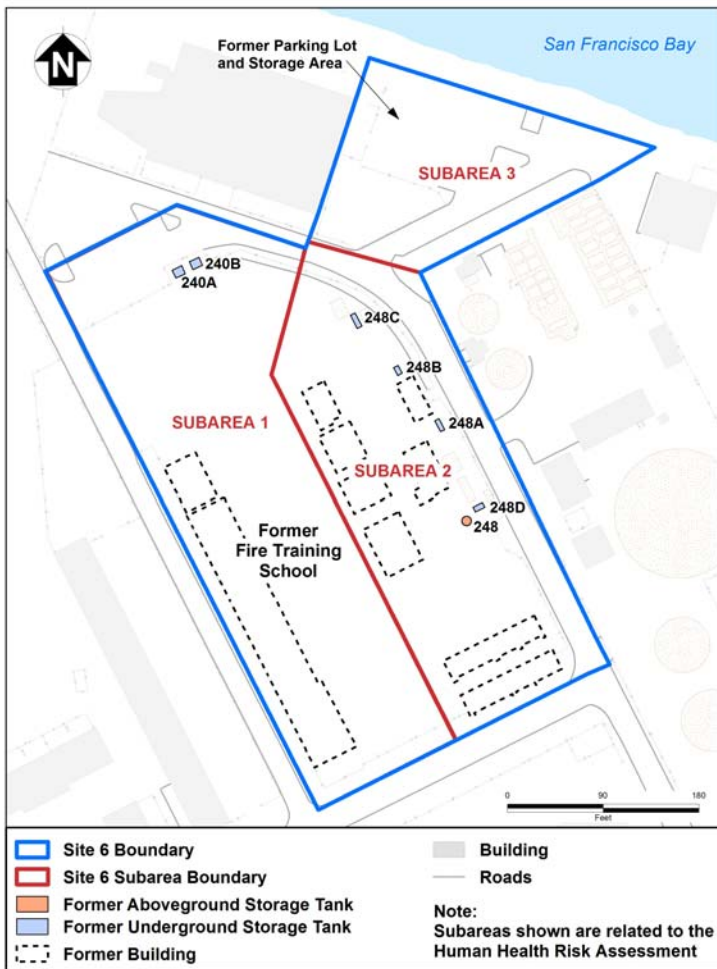 San Francisco Bay
Former Parking Lot
and Storage Area
N
SUBAREA 3
240B
240A
248C
248B
SUBAREA 1
248A
SUBAREA 2
248D
248
Former
Fire Training
School
0 90 180
Feet
Site 6 Boundary
Site 6 Subarea Boundary
Former Aboveground Storage Tank
Former Underground Storage Tank
Former Building
Building
Roads
Note:
Subareas shown are related to the
Human Health Risk Assessment